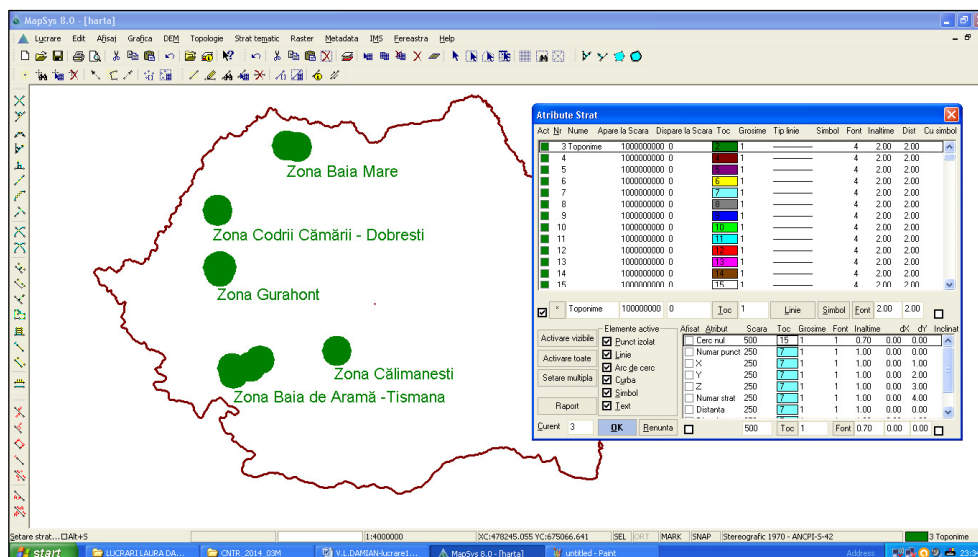 MapSys 8.0 - [harta]
Lucrare Edit Afisaj Grafica DEM Topologie Strat tematic Raster Metadata IMS Fereastra Help
Zona Baia Mare
Zona Codrii Cămării - Dobresti
Zona Gurahont
Zona Călimanesti
Zona Baia de Aramă -Tismana
Atribute Strat
Act Nr Nume Apare la Scara Dispare la Scara Toc Grosime Tip linie Simbol Font Inaltime Dist Cu simbol
3 Toponime 1000000000 0 2 1 4 2.00 2.00
4 1000000000 0 4 1 4 2.00 2.00
5 1000000000 0 5 1 4 2.00 2.00
6 1000000000 0 6 1 4 2.00 2.00
7 1000000000 0 7 1 4 2.00 2.00
8 1000000000 0 8 1 4 2.00 2.00
9 1000000000 0 9 1 4 2.00 2.00
10 1000000000 0 10 1 4 2.00 2.00
11 1000000000 0 11 1 4 2.00 2.00
12 1000000000 0 12 1 4 2.00 2.00
13 1000000000 0 13 1 4 2.00 2.00
14 1000000000 0 14 1 4 2.00 2.00
15 1000000000 0 15 1 4 2.00 2.00
* Toponime 100000000 0 Toc 1 Linie Simbol Font 2.00 2.00
Activare vizibile
Activare toate
Setare multipla
Raport
Curent 3 OK Renunta
Elemente active
Punct izolat
Linie
Arc de cerc
Curba
Simbol
Text
Afisat Atribut Scara Toc Grosime Font Inaltime dX dY Inclinat
Cerc nul 500 15 1 1 0.70 0.00 0.00
Numar punct 250 7 1 1 1.00 0.00 0.00
X 250 7 1 1 1.00 0.00 1.00
Y 250 7 1 1 1.00 0.00 2.00
Z 250 7 1 1 1.00 0.00 3.00
Numar strat 250 7 1 1 1.00 0.00 4.00
Distanta 250 7 1 1 1.00 0.00 0.00
500 Toc 1 Font 0.70 0.00 0.00
Setare strat... Alt+S 1:4000000 XC:478245.055 YC:675066.641 SEL ORT MARK SNAP Stereografic 1970 - ANCPI-S-42 3 Toponime
start LUCRARI LAURA DA... CNTR_2014_03M V.L.DAMIAN-lucrare1... MapSys 8.0 - [harta] untitled - Paint Address